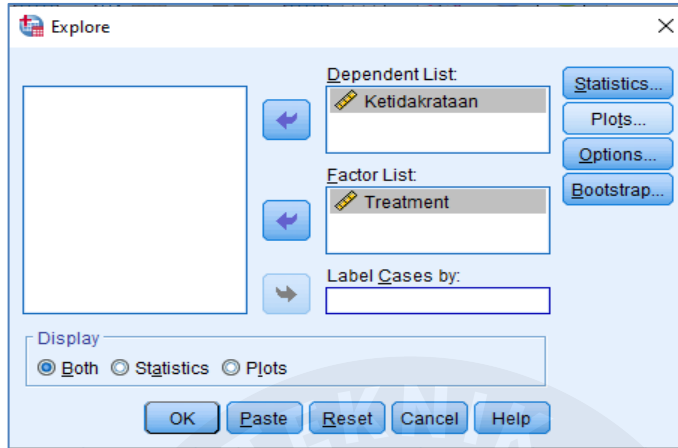 Explore
Dependent List:
Ketidakrataan
Statistics...
Plots...
Options...
Bootstrap...
Factor List:
Treatment
Label Cases by:
Display
Both Statistics Plots
OK Paste Reset Cancel Help
EKNIA